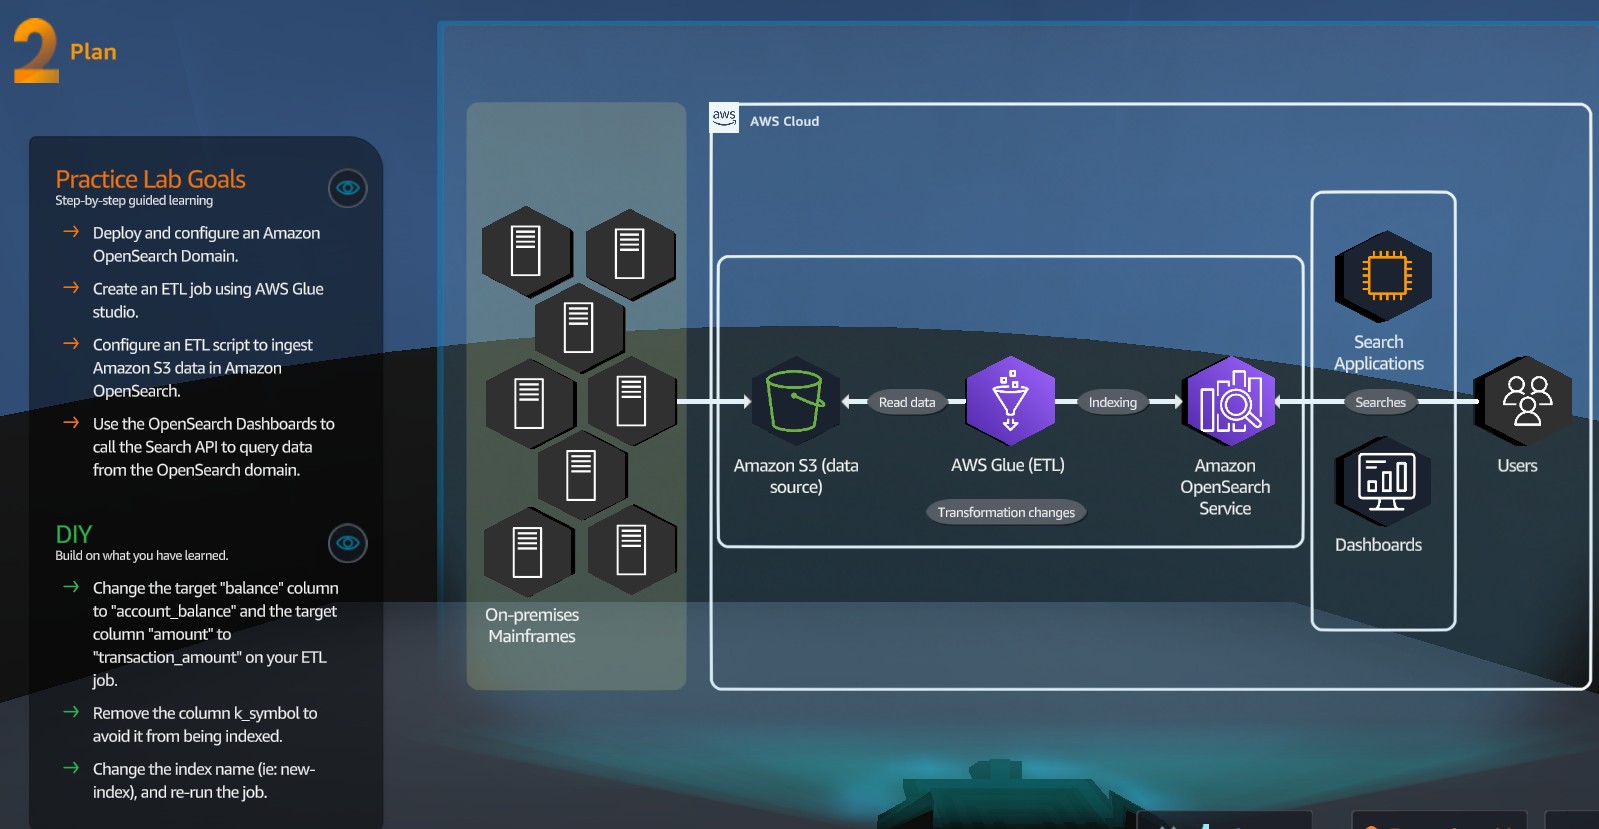 2 Plan
Practice Lab Goals
Step-by-step guided learning
Deploy and configure an Amazon
OpenSearch Domain.
Create an ETL job using AWS Glue
studio.
Configure an ETL script to ingest
Amazon S3 data in Amazon
OpenSearch.
Use the OpenSearch Dashboards to
call the Search API to query data
from the OpenSearch domain.
DIY
Build on what you have learned.
Change the target "balance" column
to "account_balance" and the target
column "amount" to
"transaction_amount" on your ETL
job.
Remove the column k_symbol to
avoid it from being indexed.
Change the index name (ie: new-
index), and re-run the job.
On-premises
Mainframes
aws
AWS Cloud
Amazon S3 (data
source)
Read data
AWS Glue (ETL)
Transformation changes
Indexing
Amazon
OpenSearch
Service
Search
Applications
Searches
Dashboards
Users